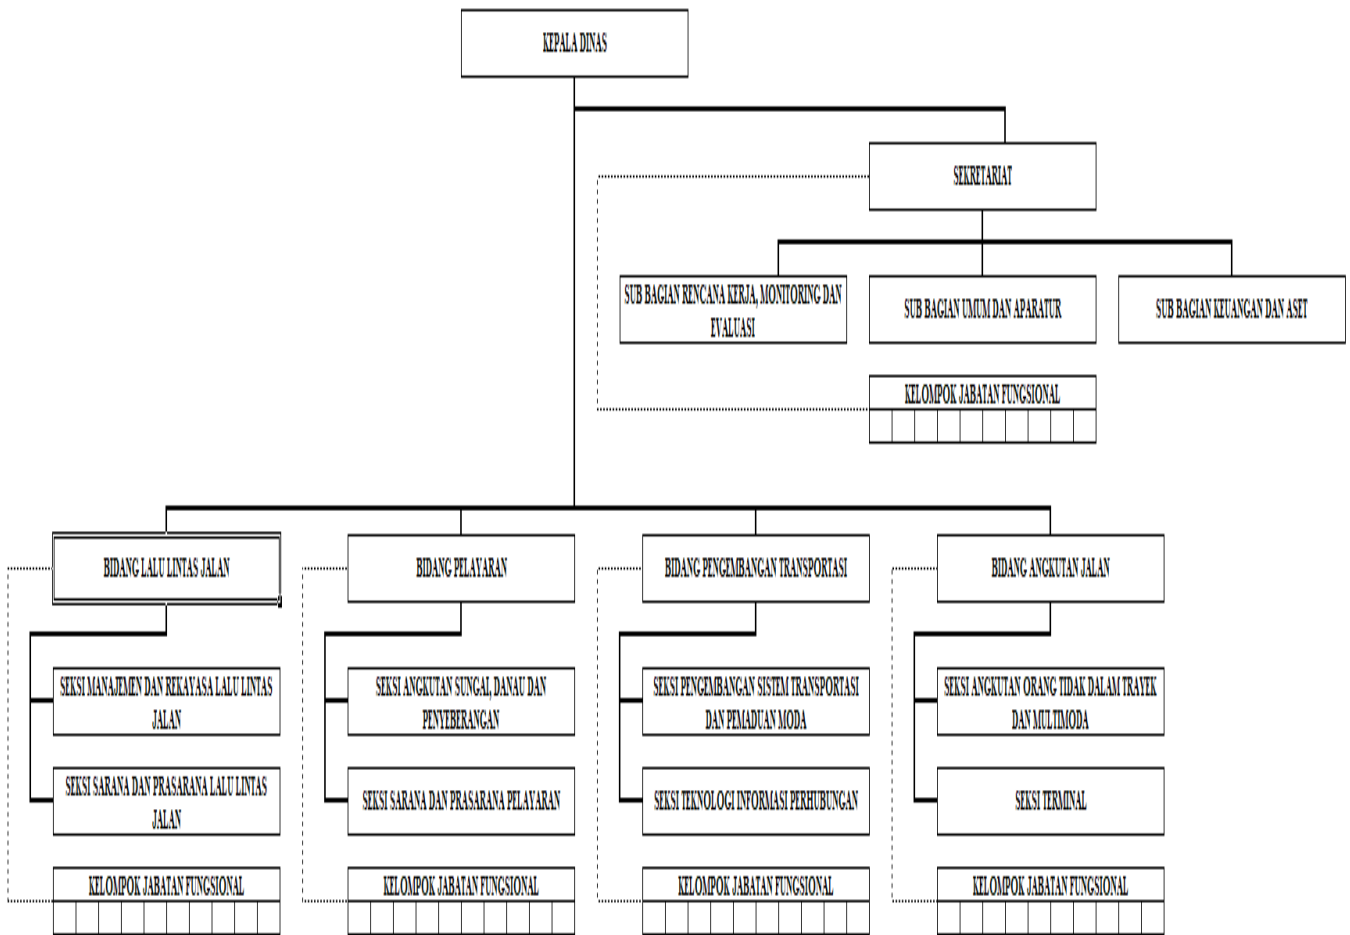 KEPALA DINAS
SEKRETARIAT
SUB BAGIAN RENCANA KERJA, MONITORING DAN
EVALUASI
SUB BAGIAN UMUM DAN APARATUR
SUB BAGIAN KEUANGAN DAN ASET
KELOMPOK JABATAN FUNGSIONAL
BIDANG LALU LINTAS JALAN
BIDANG PELAYARAN
BIDANG PENGEMBANGAN TRANSPORTASI
BIDANG ANGKUTAN JALAN
SEKSI MANAJEMEN DAN REKAYASA LALU LINTAS
JALAN
SEKSI ANGKUTAN SUNGAI, DANAU DAN
PENYEBERANGAN
SEKSI PENGEMBANGAN SISTEM TRANSPORTASI
DAN PEMADUAN MODA
SEKSI ANGKUTAN ORANG TIDAK DALAM TRAYEK
DAN MULTIMODA
SEKSI SARANA DAN PRASARANA LALU LINTAS
JALAN
SEKSI SARANA DAN PRASARANA PELAYARAN
SEKSI TEKNOLOGI INFORMASI PERHUBUNGAN
SEKSI TERMINAL
KELOMPOK JABATAN FUNGSIONAL
KELOMPOK JABATAN FUNGSIONAL
KELOMPOK JABATAN FUNGSIONAL
KELOMPOK JABATAN FUNGSIONAL